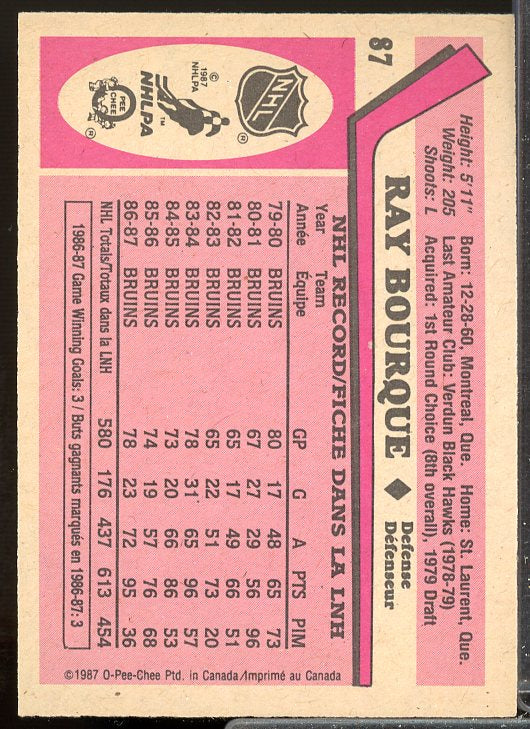 87
Height: 5'11" Born: 12-28-60, Montreal, Que. Home: St. Laurent, Que.
Weight: 205 Last Amateur Club: Verdun Black Hawks (1978-79)
Shoots: L Acquired: 1st Round Choice (8th overall), 1979 Draft
RAY BOURQUE ◆ Defense
Défenseur
NHL RECORD/FICHE DANS LA LNH
Year Team
Année Équipe GP G A PTS PIM
79-80 BRUINS 80 17 48 65 73
80-81 BRUINS 67 27 29 56 96
81-82 BRUINS 65 17 49 66 51
82-83 BRUINS 65 22 51 73 20
83-84 BRUINS 78 31 65 96 57
84-85 BRUINS 73 20 66 86 53
85-86 BRUINS 74 19 57 76 68
86-87 BRUINS 78 23 72 95 36
NHL Totals/Totaux dans la LNH 580 176 437 613 454
1986-87 Game Winning Goals: 3 / Buts gagnants marqués en 1986-87: 3
NHL
®
©
1987
NHLPA
™
NHLPA
O
PEE
CHEE
®
©1987 O-Pee-Chee Ptd. in Canada/Imprimé au Canada